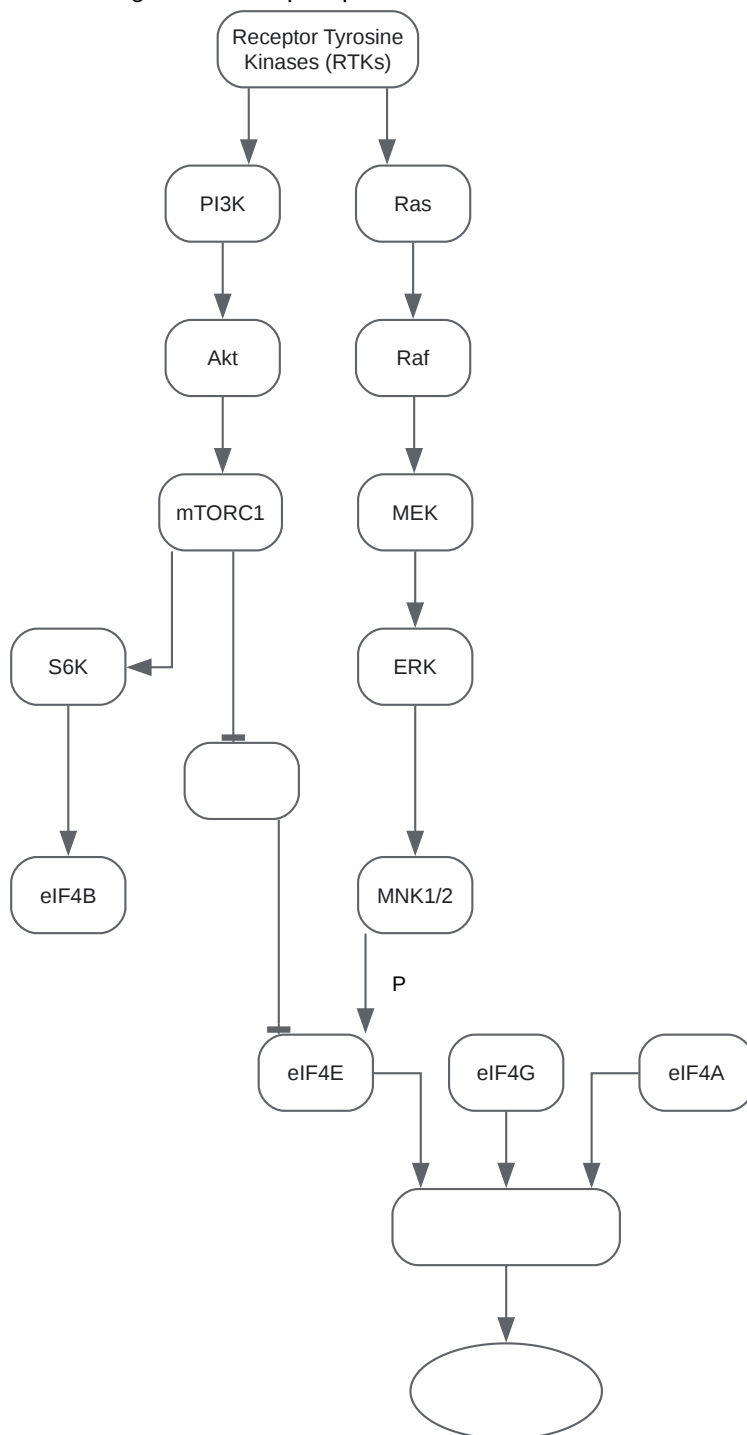 Receptor Tyrosine
Kinases (RTKs)
PI3K
Ras
Akt
Raf
mTORC1
MEK
S6K
ERK
eIF4B
MNK1/2
P
eIF4E
eIF4G
eIF4A